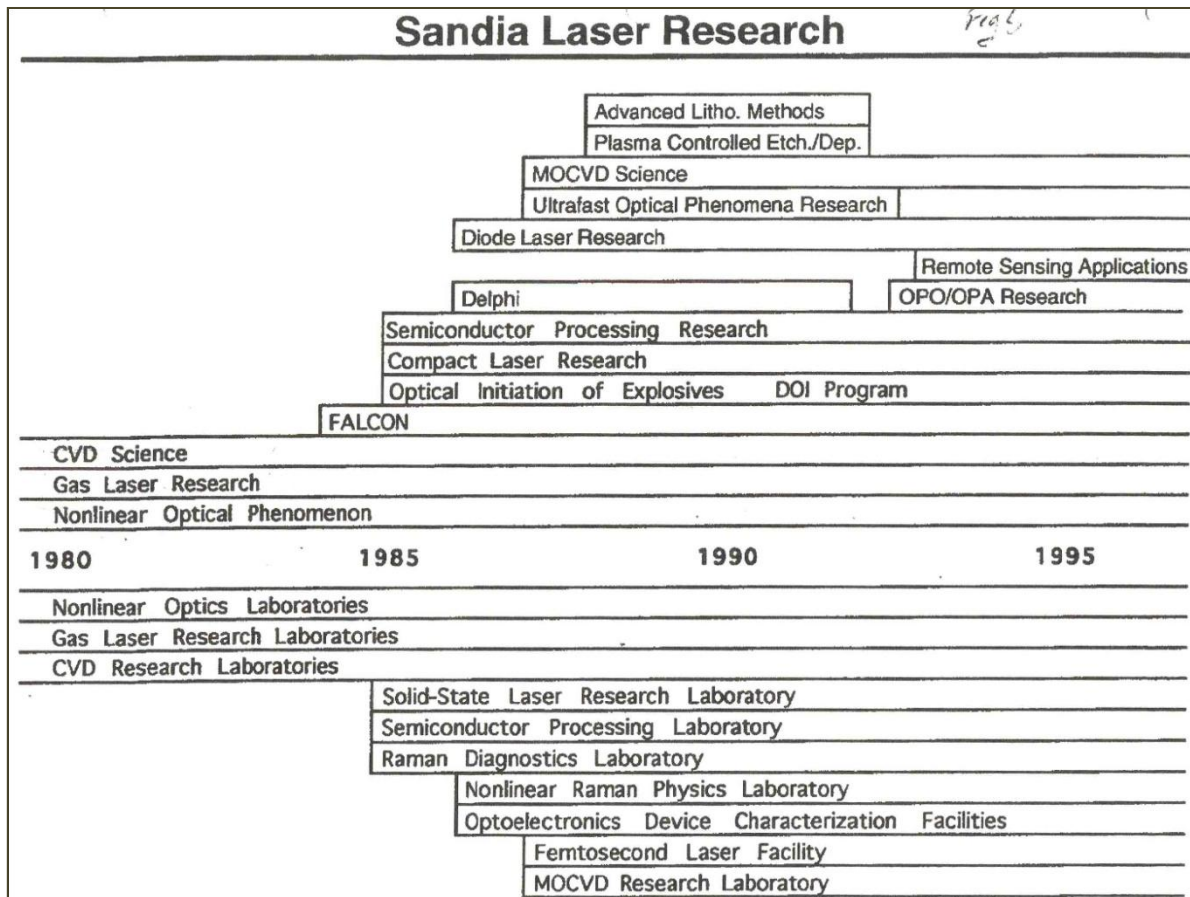 Sandia Laser Research
Advanced Litho. Methods
Plasma Controlled Etch./Dep.
MOCVD Science
Ultrafast Optical Phenomena Research
Diode Laser Research
Remote Sensing Applications
Delphi OPO/OPA Research
Semiconductor Processing Research
Compact Laser Research
Optical Initiation of Explosives DOI Program
FALCON
CVD Science
Gas Laser Research
Nonlinear Optical Phenomenon
1980 1985 1990 1995
Nonlinear Optics Laboratories
Gas Laser Research Laboratories
CVD Research Laboratories
Solid-State Laser Research Laboratory
Semiconductor Processing Laboratory
Raman Diagnostics Laboratory
Nonlinear Raman Physics Laboratory
Optoelectronics Device Characterization Facilities
Femtosecond Laser Facility
MOCVD Research Laboratory